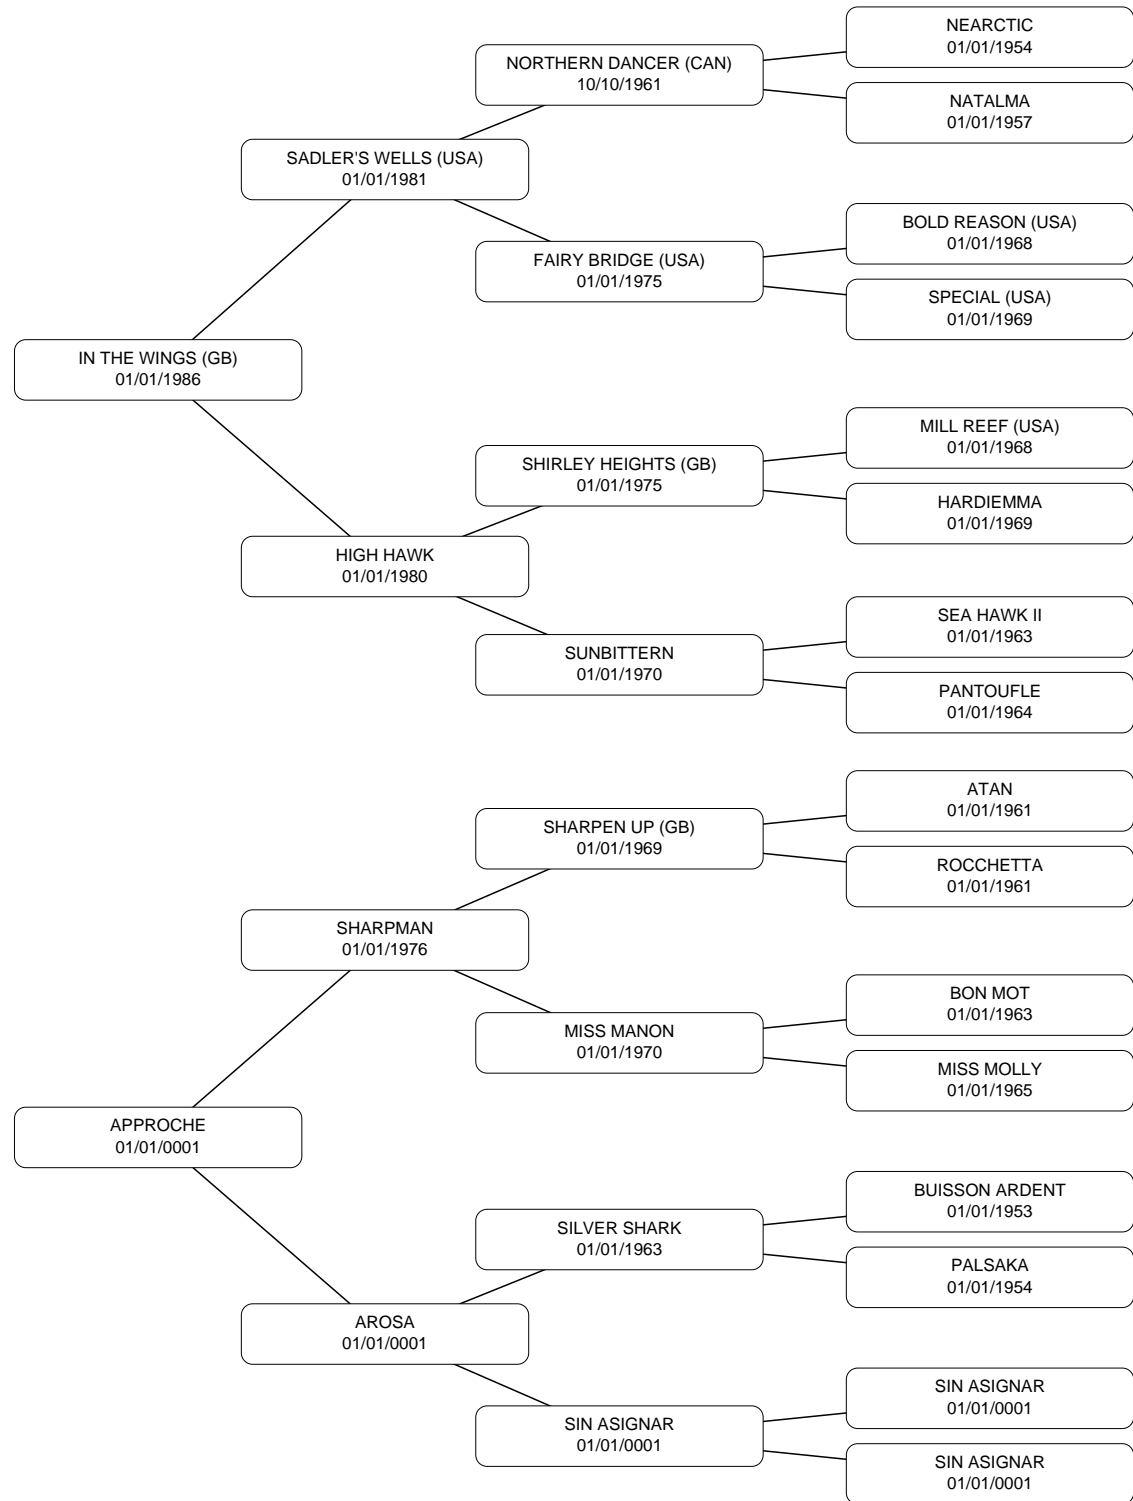 NEARCTIC
01/01/1954
NORTHERN DANCER (CAN)
10/10/1961
NATALMA
01/01/1957
SADLER'S WELLS (USA)
01/01/1981
BOLD REASON (USA)
01/01/1968
FAIRY BRIDGE (USA)
01/01/1975
SPECIAL (USA)
01/01/1969
IN THE WINGS (GB)
01/01/1986
MILL REEF (USA)
01/01/1968
SHIRLEY HEIGHTS (GB)
01/01/1975
HARDIEMMA
01/01/1969
HIGH HAWK
01/01/1980
SEA HAWK II
01/01/1963
SUNBITTERN
01/01/1970
PANTOUFLE
01/01/1964
ATAN
01/01/1961
SHARPEN UP (GB)
01/01/1969
ROCCHETTA
01/01/1961
SHARPMAN
01/01/1976
BON MOT
01/01/1963
MISS MANON
01/01/1970
MISS MOLLY
01/01/1965
APPROCHE
01/01/0001
BUISSON ARDENT
01/01/1953
SILVER SHARK
01/01/1963
PALSAKA
01/01/1954
AROSA
01/01/0001
SIN ASIGNAR
01/01/0001
SIN ASIGNAR
01/01/0001
SIN ASIGNAR
01/01/0001